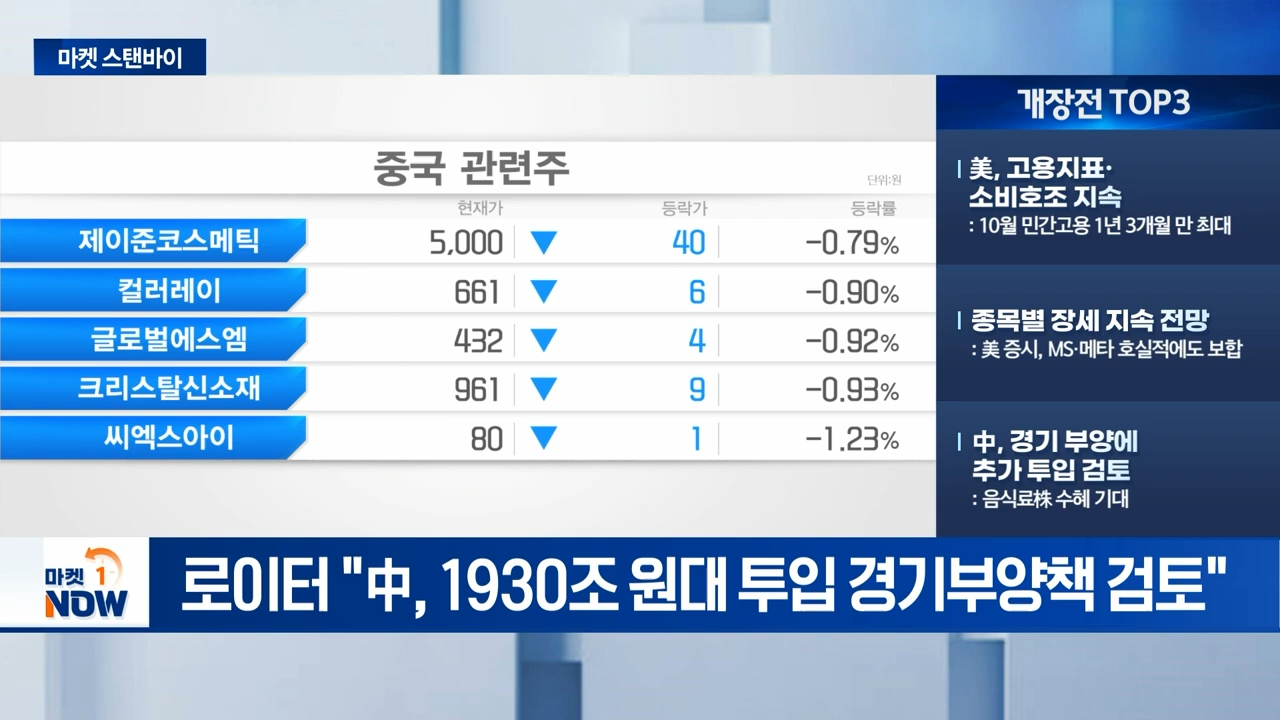 마켓 스탠바이
중국 관련주
단위:원
현재가 등락가 등락률
제이준코스메틱 5,000 ▼ 40 -0.79%
컬러레이 661 ▼ 6 -0.90%
글로벌에스엠 432 ▼ 4 -0.92%
크리스탈신소재 961 ▼ 9 -0.93%
씨엑스아이 80 ▼ 1 -1.23%
개장전 TOP3
美, 고용지표·
소비호조 지속
: 10월 민간고용 1년 3개월 만 최대
종목별 장세 지속 전망
: 美 증시, MS·메타 호실적에도 보합
中, 경기 부양에
추가 투입 검토
: 음식료株 수혜 기대
마켓 1
NOW
로이터 "中, 1930조 원대 투입 경기부양책 검토"